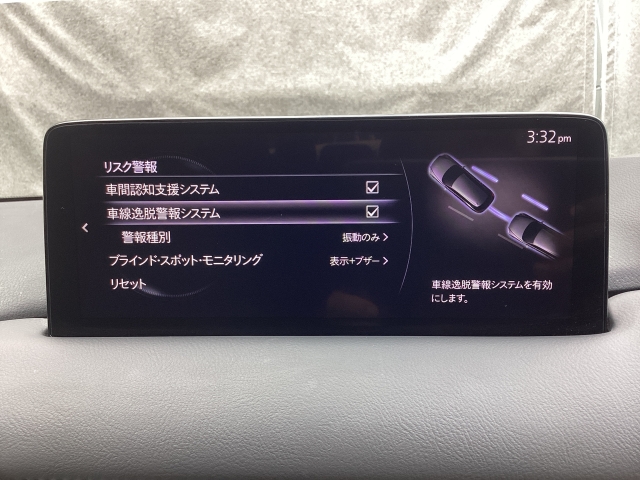 3:32 pm
リスク警報
車間認知支援システム
車線逸脱警報システム
警報種別 振動のみ
ブラインド・スポット・モニタリング 表示+ブザー
リセット
車線逸脱警報システムを有効
にします。